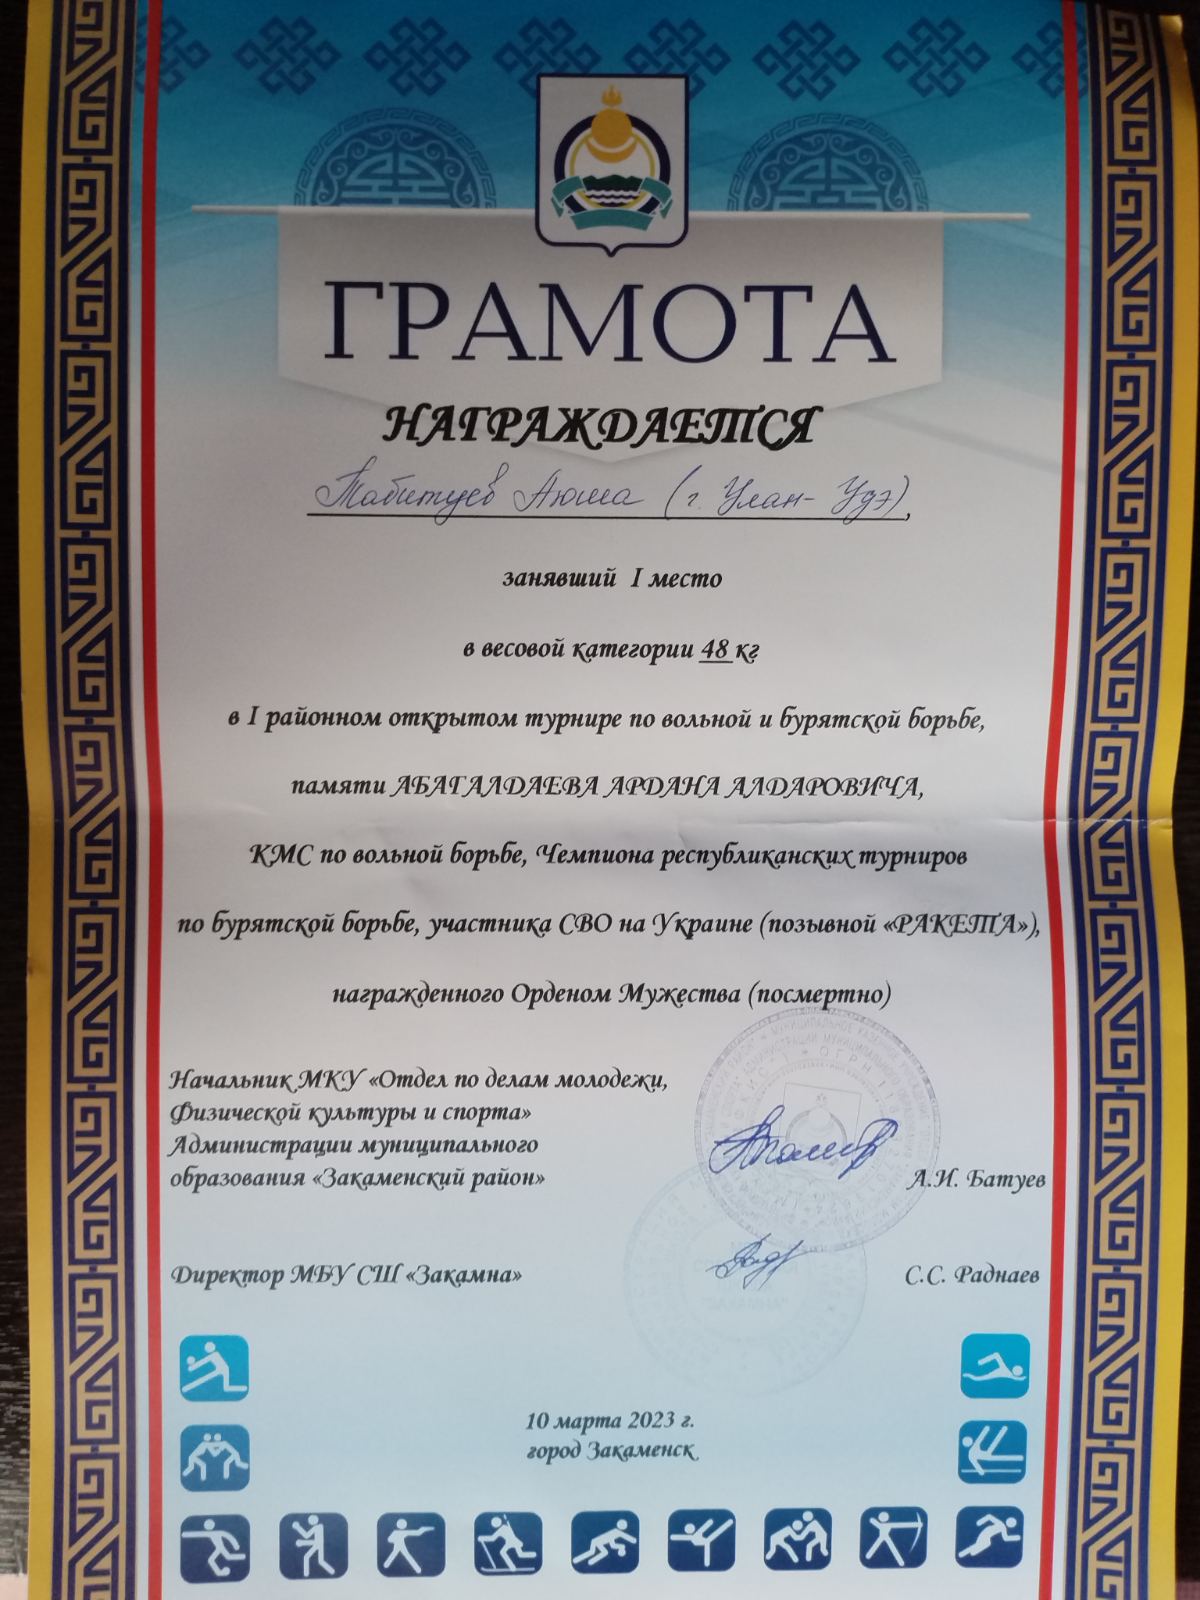 ГРАМОТА
НАГРАЖДАЕТСЯ
Табитуев Аюша (г. Улан-Удэ),
занявший I место
в весовой категории 48 кг
в I районном открытом турнире по вольной и бурятской борьбе,
памяти АБАГАЛДАЕВА АРДАНА АЛДАРОВИЧА,
КМС по вольной борьбе, Чемпиона республиканских турниров
по бурятской борьбе, участника СВО на Украине (позывной «РАКЕТА»),
награжденного Орденом Мужества (посмертно)
Начальник МКУ «Отдел по делам молодежи,
Физической культуры и спорта»
Администрации муниципального
образования «Закаменский район»
А.И. Батуев
Директор МБУ СШ «Закамна»
С.С. Раднаев
10 марта 2023 г.
город Закаменск